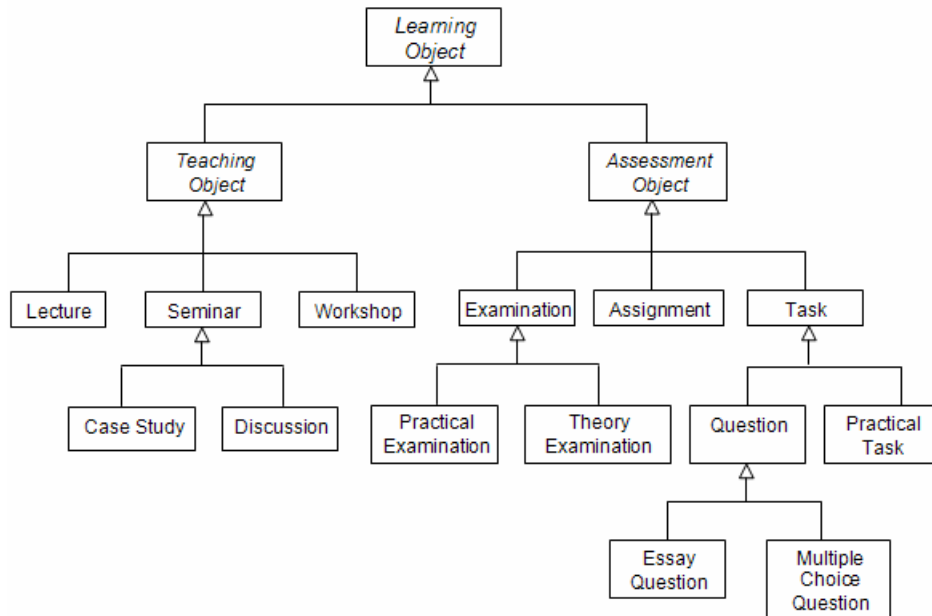 Learning
Object
Teaching
Object
Assessment
Object
Lecture
Seminar
Workshop
Examination
Assignment
Task
Case Study
Discussion
Practical
Examination
Theory
Examination
Question
Practical
Task
Essay
Question
Multiple
Choice
Question